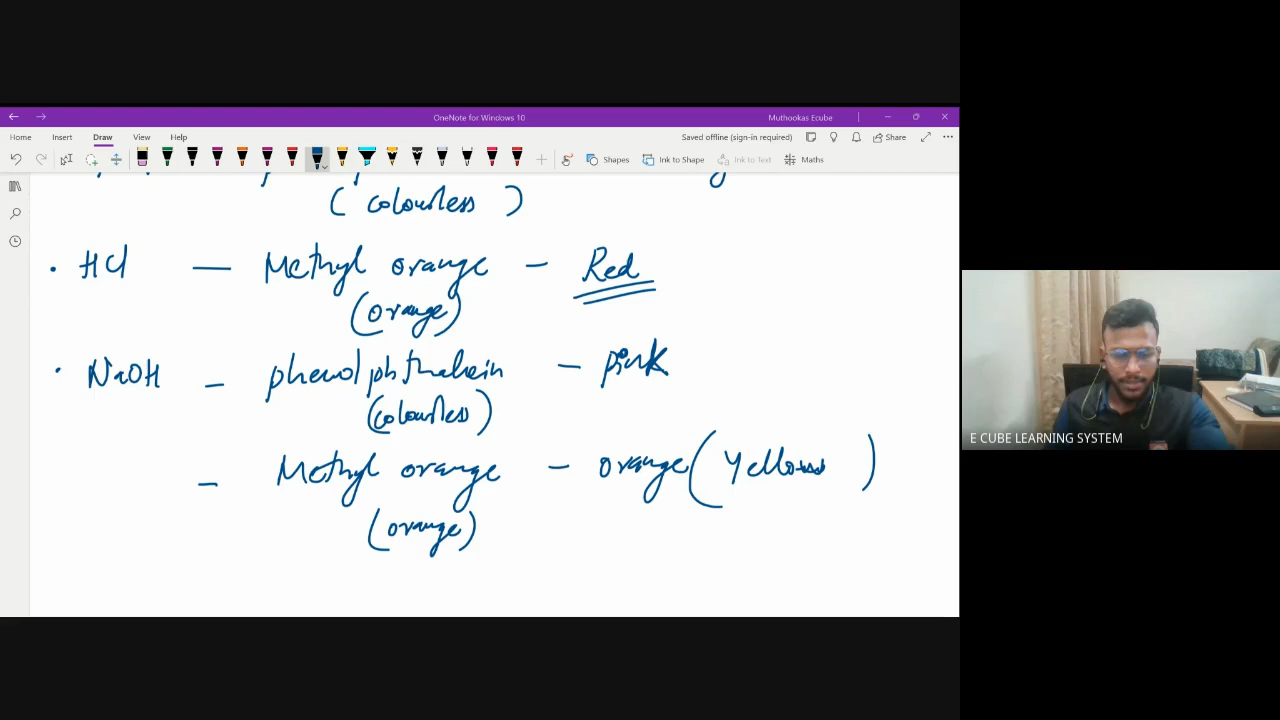 OneNote for Windows 10
Muthookas Ecube
Home Insert Draw View Help
Saved offline (sign-in required)
Share
Shapes
Ink to Shape
Ink to Text
Maths
( colourless )
. HCl — Methyl orange — Red
(orange)
. NaOH — phenolphthalein — pink
(colourless)
— Methyl orange — orange ( Yellow )
(orange)
E CUBE LEARNING SYSTEM